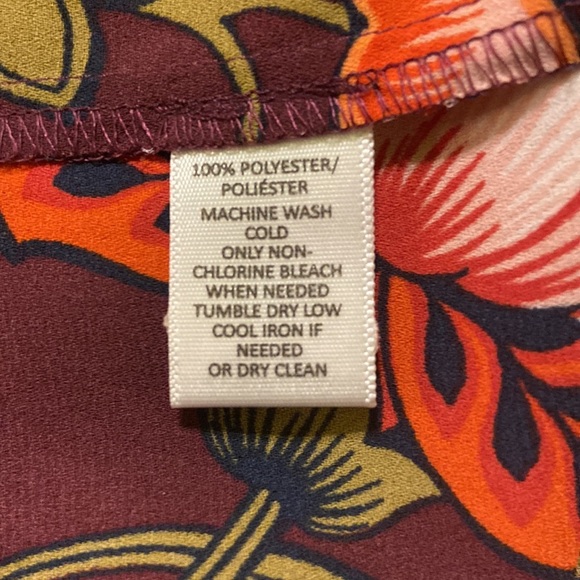 100% POLYESTER/
POLIÉSTER
MACHINE WASH
COLD
ONLY NON-
CHLORINE BLEACH
WHEN NEEDED
TUMBLE DRY LOW
COOL IRON IF
NEEDED
OR DRY CLEAN